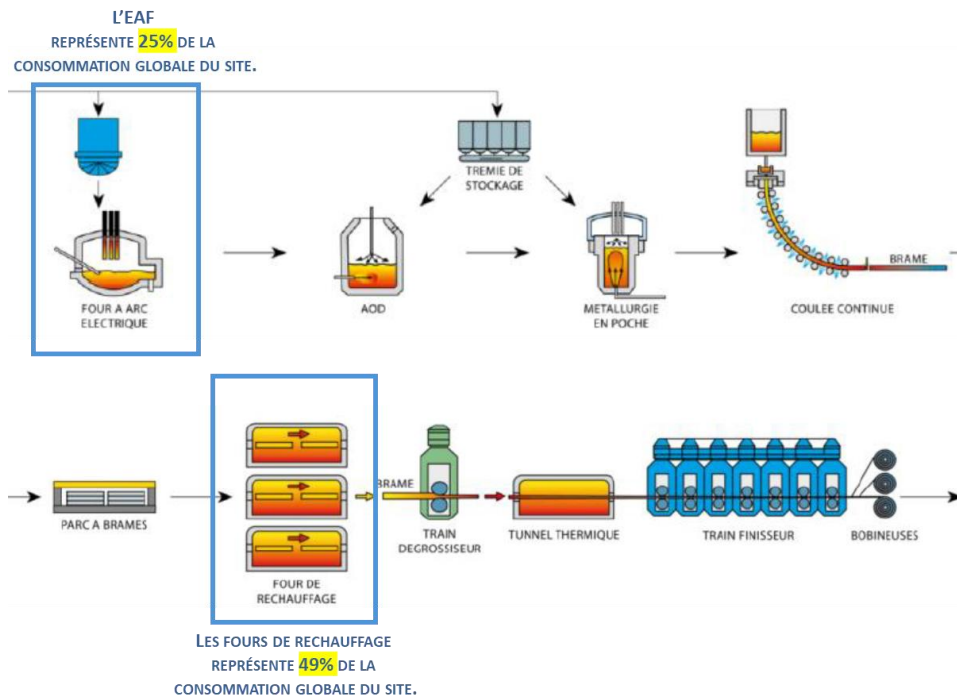 L'EAF
REPRÉSENTE 25% DE LA
CONSOMMATION GLOBALE DU SITE.
TREMIE DE
STOCKAGE
BRAME
FOUR A ARC
ELECTRIQUE
AOD
METALLURGIE
EN POCHE
COULEE CONTINUE
BRAME
PARC A BRAMES
TRAIN
DEGROSSISEUR
TUNNEL THERMIQUE
TRAIN FINISSEUR
BOBINEUSES
FOUR DE
RECHAUFFAGE
LES FOURS DE RECHAUFFAGE
REPRÉSENTE 49% DE LA
CONSOMMATION GLOBALE DU SITE.